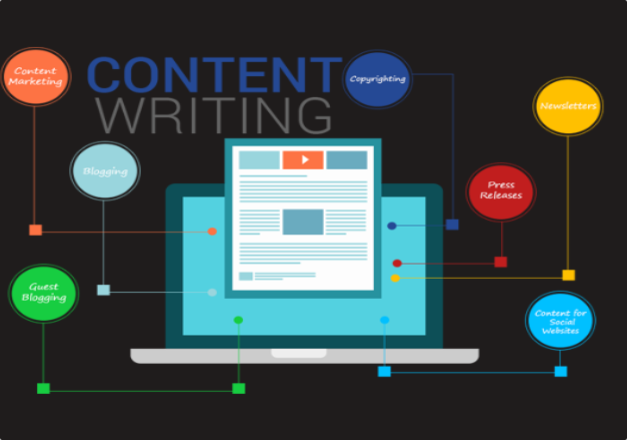 CONTENT
WRITING
Content
Marketing
Copyrighting
Newsletters
Blogging
Press
Releases
Guest
Blogging
Content for
Social
Websites